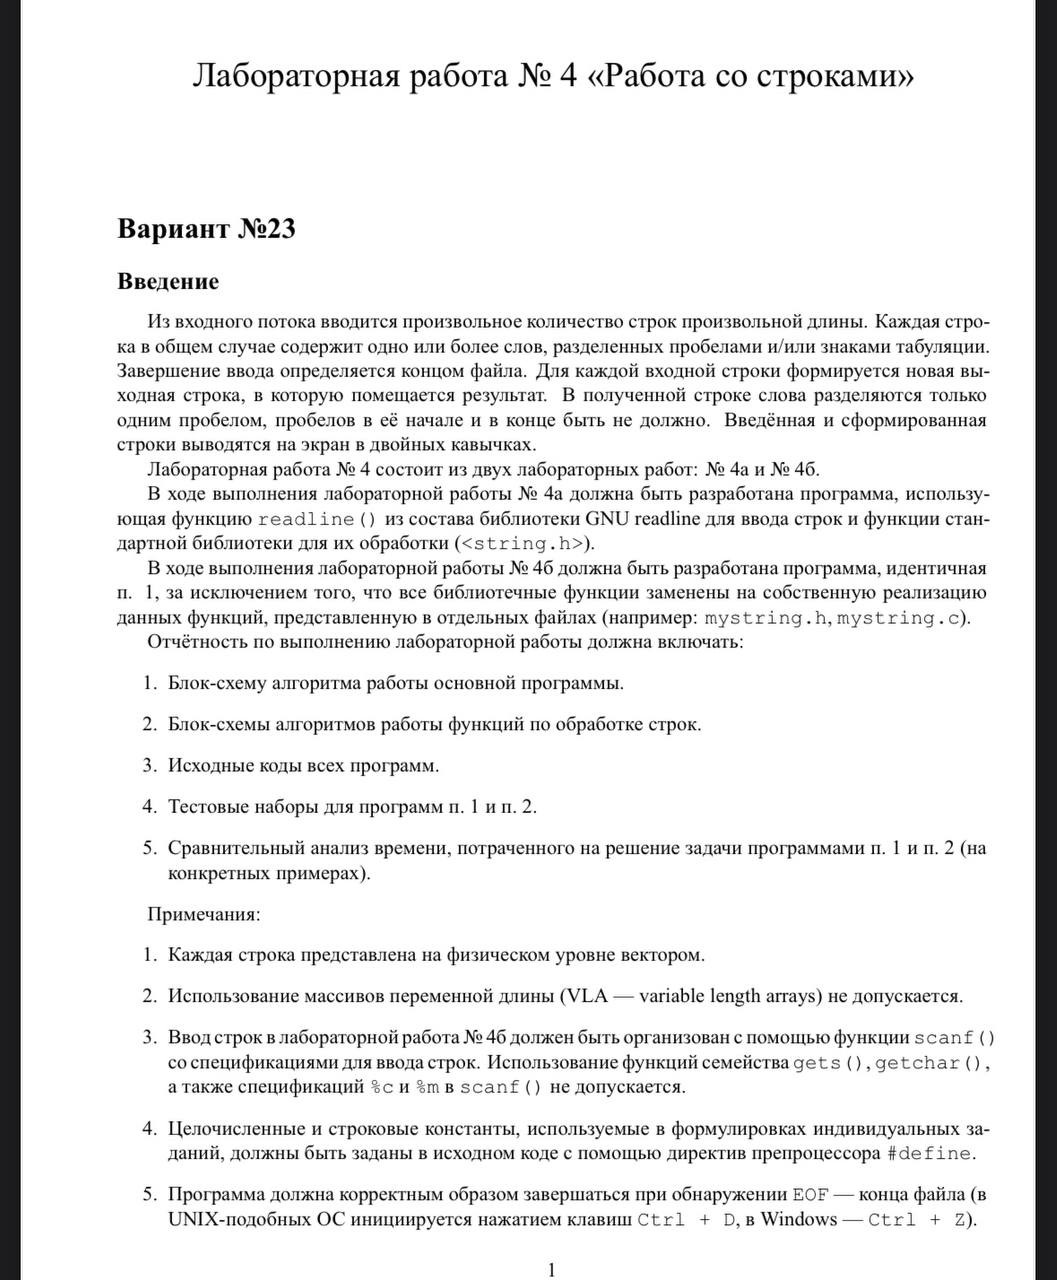 Лабораторная работа № 4 «Работа со строками»
Вариант №23
Введение
Из входного потока вводится произвольное количество строк произвольной длины. Каждая стро-
ка в общем случае содержит одно или более слов, разделенных пробелами и/или знаками табуляции.
Завершение ввода определяется концом файла. Для каждой входной строки формируется новая вы-
ходная строка, в которую помещается результат. В полученной строке слова разделяются только
одним пробелом, пробелов в её начале и в конце быть не должно. Введённая и сформированная
строки выводятся на экран в двойных кавычках.
Лабораторная работа № 4 состоит из двух лабораторных работ: № 4а и № 4б.
В ходе выполнения лабораторной работы № 4а должна быть разработана программа, использу-
ющая функцию readline() из состава библиотеки GNU readline для ввода строк и функции стан-
дартной библиотеки для их обработки (<string.h>).
В ходе выполнения лабораторной работы № 4б должна быть разработана программа, идентичная
п. 1, за исключением того, что все библиотечные функции заменены на собственную реализацию
данных функций, представленную в отдельных файлах (например: mystring.h, mystring.c).
Отчётность по выполнению лабораторной работы должна включать:
1. Блок-схему алгоритма работы основной программы.
2. Блок-схемы алгоритмов работы функций по обработке строк.
3. Исходные коды всех программ.
4. Тестовые наборы для программ п. 1 и п. 2.
5. Сравнительный анализ времени, потраченного на решение задачи программами п. 1 и п. 2 (на
конкретных примерах).
Примечания:
1. Каждая строка представлена на физическом уровне вектором.
2. Использование массивов переменной длины (VLA — variable length arrays) не допускается.
3. Ввод строк в лабораторной работа № 4б должен быть организован с помощью функции scanf()
со спецификациями для ввода строк. Использование функций семейства gets(), getchar(),
а также спецификаций %c и %m в scanf() не допускается.
4. Целочисленные и строковые константы, используемые в формулировках индивидуальных за-
даний, должны быть заданы в исходном коде с помощью директив препроцессора #define.
5. Программа должна корректным образом завершаться при обнаружении EOF — конца файла (в
UNIX-подобных ОС инициируется нажатием клавиш Ctrl + D, в Windows — Ctrl + Z).
1